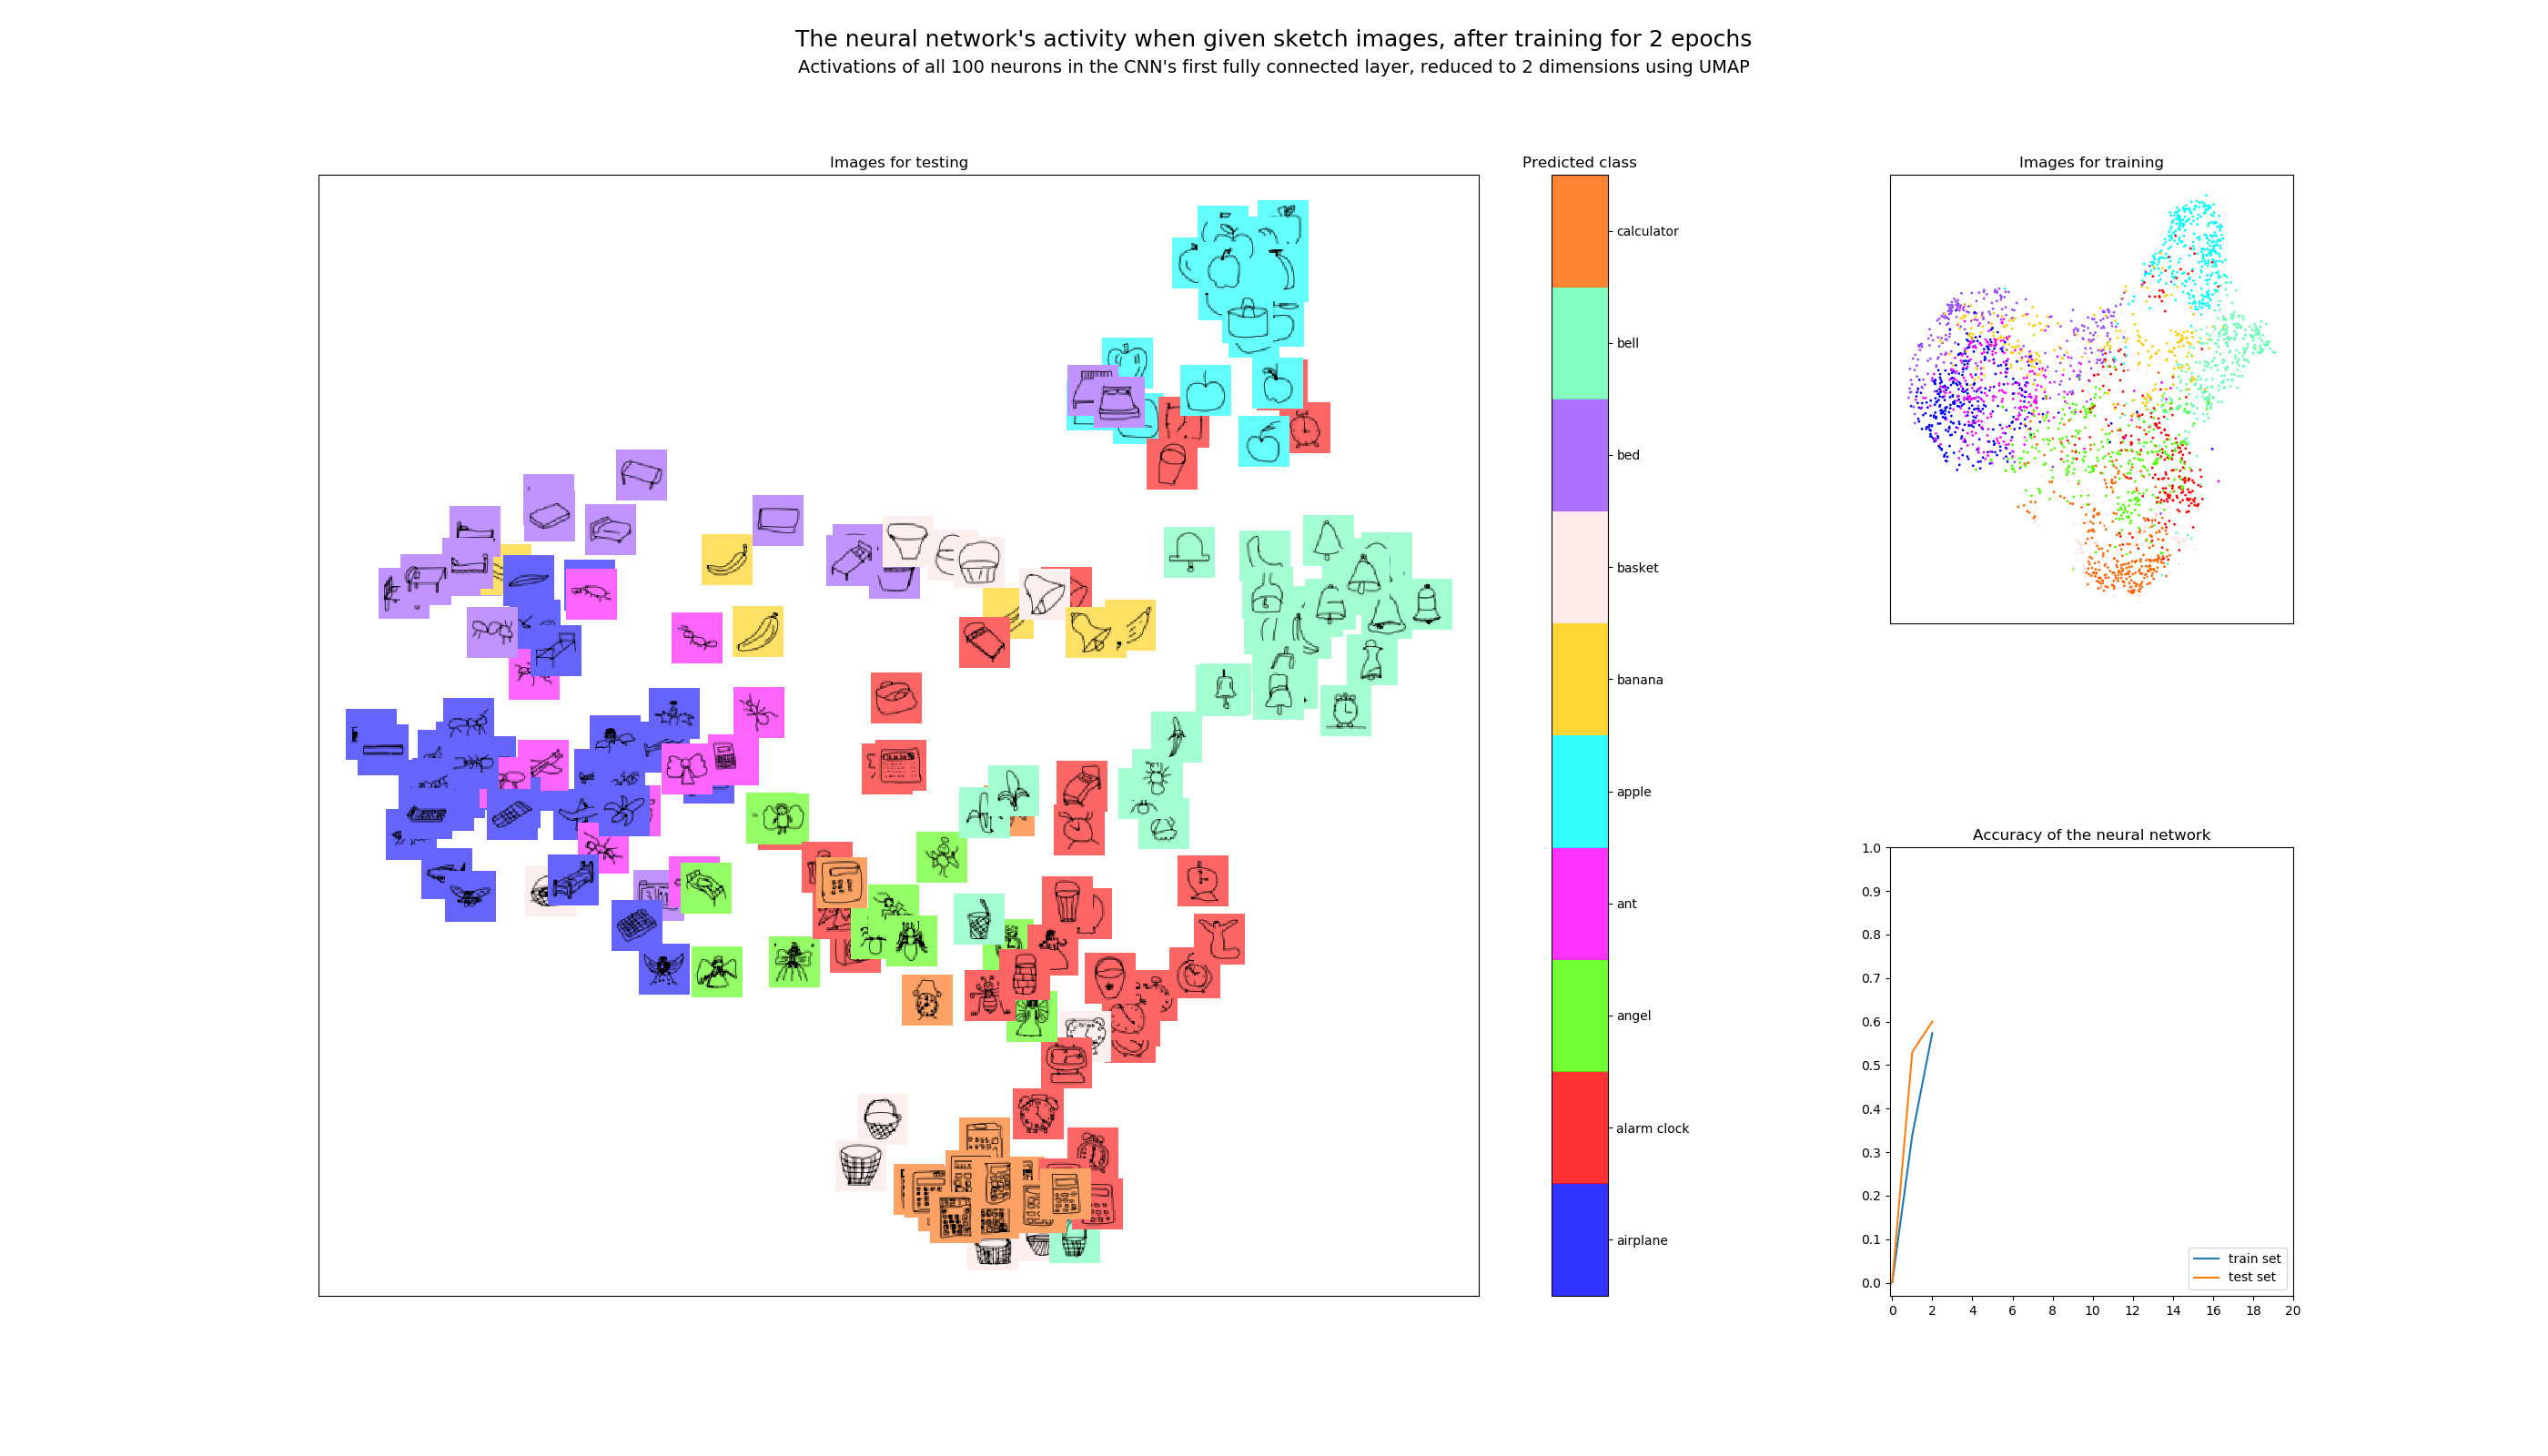 The neural network's activity when given sketch images, after training for 2 epochs
Activations of all 100 neurons in the CNN's first fully connected layer, reduced to 2 dimensions using UMAP
Images for testing
Predicted class
calculator
bell
bed
basket
banana
apple
ant
angel
alarm clock
airplane
Images for training
Accuracy of the neural network
1.0
0.9
0.8
0.7
0.6
0.5
0.4
0.3
0.2
0.1
0.0
train set
test set
0 2 4 6 8 10 12 14 16 18 20